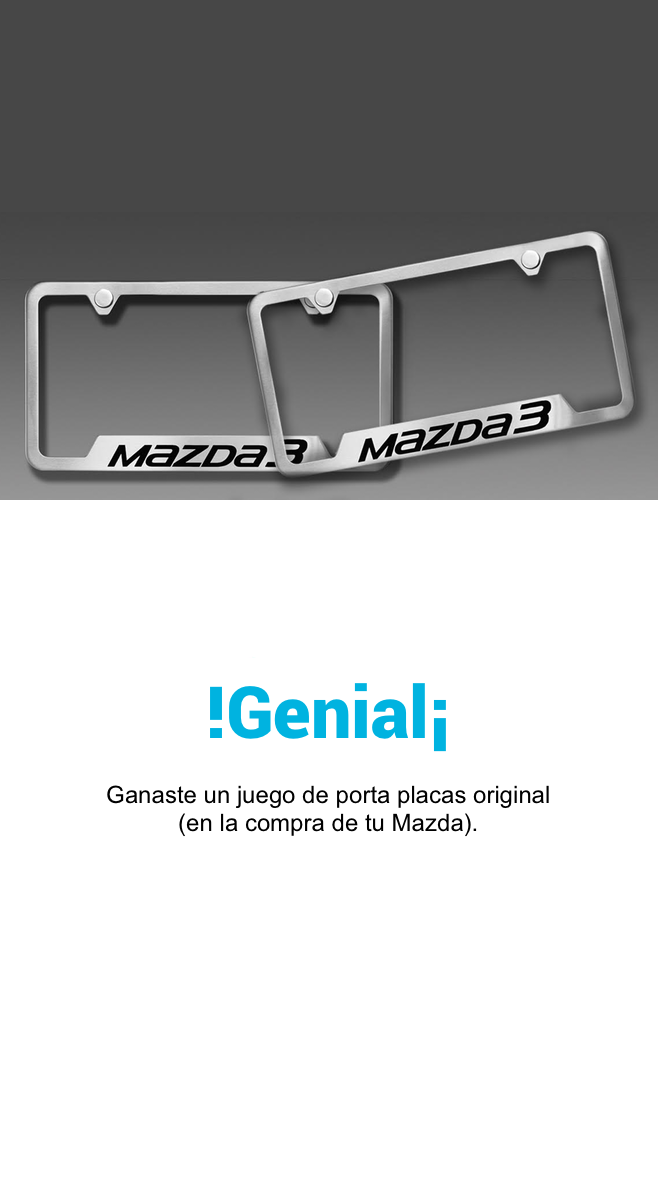 Mazda3
Mazda3
!Genial¡
Ganaste un juego de porta placas original
(en la compra de tu Mazda).